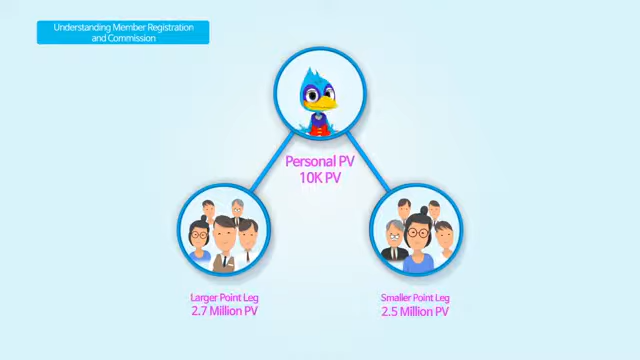 Understanding Member Registration
and Commission
Personal PV
10K PV
Larger Point Leg
2.7 Million PV
Smaller Point Leg
2.5 Million PV